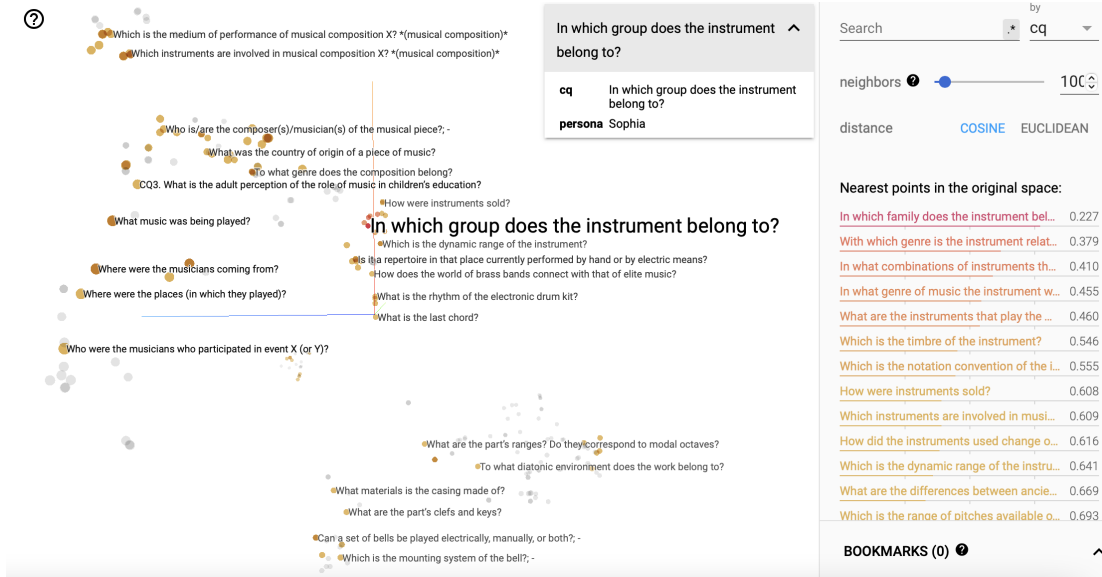 ?
Which is the medium of performance of musical composition X? *(musical composition)*
Which instruments are involved in musical composition X? *(musical composition)*
Who is/are the composer(s)/musician(s) of the musical piece?; -
What was the country of origin of a piece of music?
To what genre does the composition belong?
CQ3. What is the adult perception of the role of music in children's education?
How were instruments sold?
What music was being played?
In which group does the instrument belong to?
Which is the dynamic range of the instrument?
Is it a repertoire in that place currently performed by hand or by electric means?
Where were the musicians coming from?
How does the world of brass bands connect with that of elite music?
Where were the places (in which they played)?
What is the rhythm of the electronic drum kit?
What is the last chord?
Who were the musicians who participated in event X (or Y)?
What are the part's ranges? Do they correspond to modal octaves?
To what diatonic environment does the work belong to?
What materials is the casing made of?
What are the part's clefs and keys?
Can a set of bells be played electrically, manually, or both?; -
Which is the mounting system of the bell?; -
In which group does the instrument
belong to?
cq In which group does the instrument
belong to?
persona Sophia
by
Search .* cq
neighbors ? 100
distance COSINE EUCLIDEAN
Nearest points in the original space:
In which family does the instrument bel... 0.227
With which genre is the instrument relat... 0.379
In what combinations of instruments th... 0.410
In what genre of music the instrument w... 0.455
What are the instruments that play the ... 0.460
Which is the timbre of the instrument? 0.546
Which is the notation convention of the i... 0.555
How were instruments sold? 0.608
Which instruments are involved in musi... 0.609
How did the instruments used change o... 0.616
Which is the dynamic range of the instru... 0.641
What are the differences between ancie... 0.669
Which is the range of pitches available o... 0.693
BOOKMARKS (0) ?